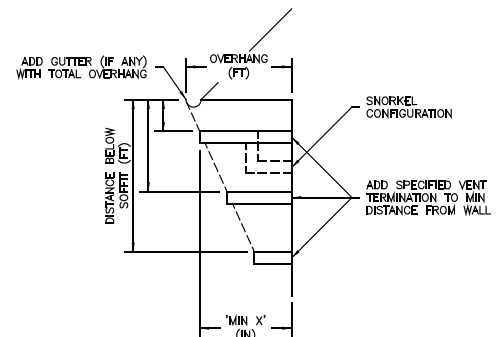 ADD GUTTER (IF ANY)
WITH TOTAL OVERHANG
OVERHANG
(FT)
SNORKEL
CONFIGURATION
DISTANCE BELOW
SOFFIT (FT)
ADD SPECIFIED VENT
TERMINATION TO MIN
DISTANCE FROM WALL
'MIN X'
(IN)